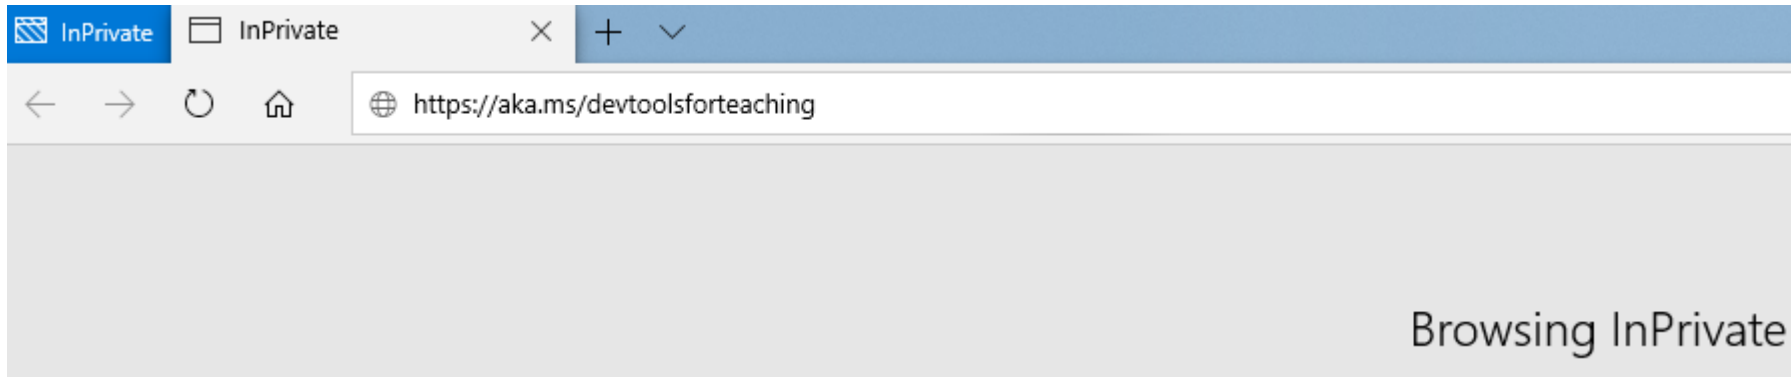 InPrivate InPrivate
https://aka.ms/devtoolsforteaching
Browsing InPrivate